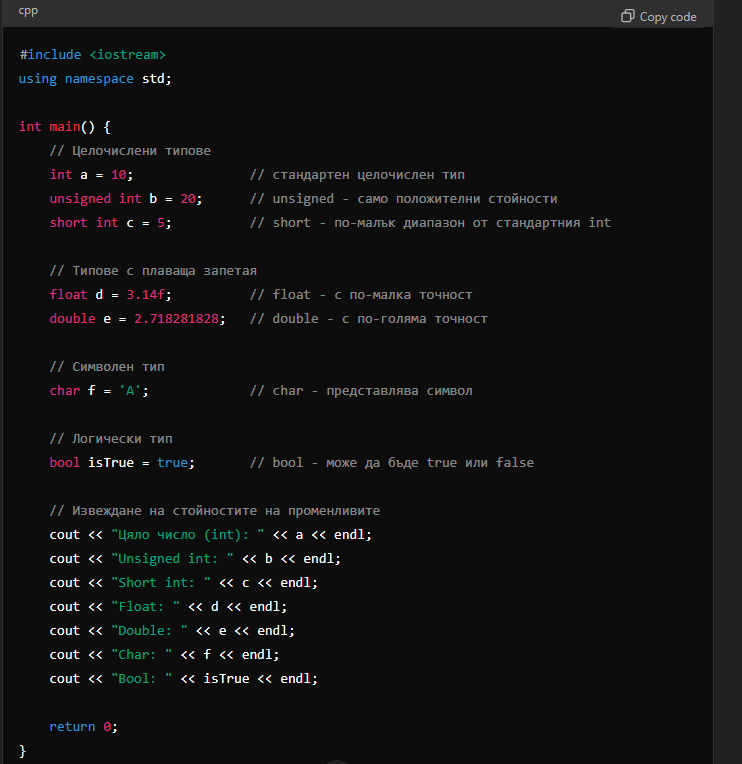 cpp
Copy code
#include <iostream>
using namespace std;
int main() {
    // Целочислени типове
    int a = 10;               // стандартен целочислен тип
    unsigned int b = 20;      // unsigned - само положителни стойности
    short int c = 5;          // short - по-малък диапазон от стандартния int
    // Типове с плаваща запетая
    float d = 3.14f;          // float - с по-малка точност
    double e = 2.718281828;   // double - с по-голяма точност
    // Символен тип
    char f = 'A';             // char - представлява символ
    // Логически тип
    bool isTrue = true;       // bool - може да бъде true или false
    // Извеждане на стойностите на променливите
    cout << "Цяло число (int): " << a << endl;
    cout << "Unsigned int: " << b << endl;
    cout << "Short int: " << c << endl;
    cout << "Float: " << d << endl;
    cout << "Double: " << e << endl;
    cout << "Char: " << f << endl;
    cout << "Bool: " << isTrue << endl;
    return 0;
}